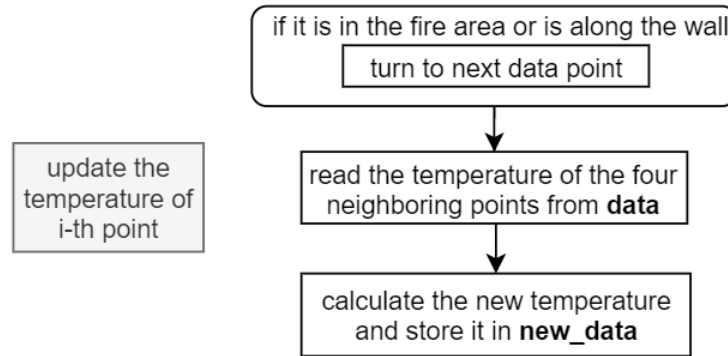 if it is in the fire area or is along the wall
turn to next data point
update the
temperature of
i-th point
read the temperature of the four
neighboring points from data
calculate the new temperature
and store it in new_data